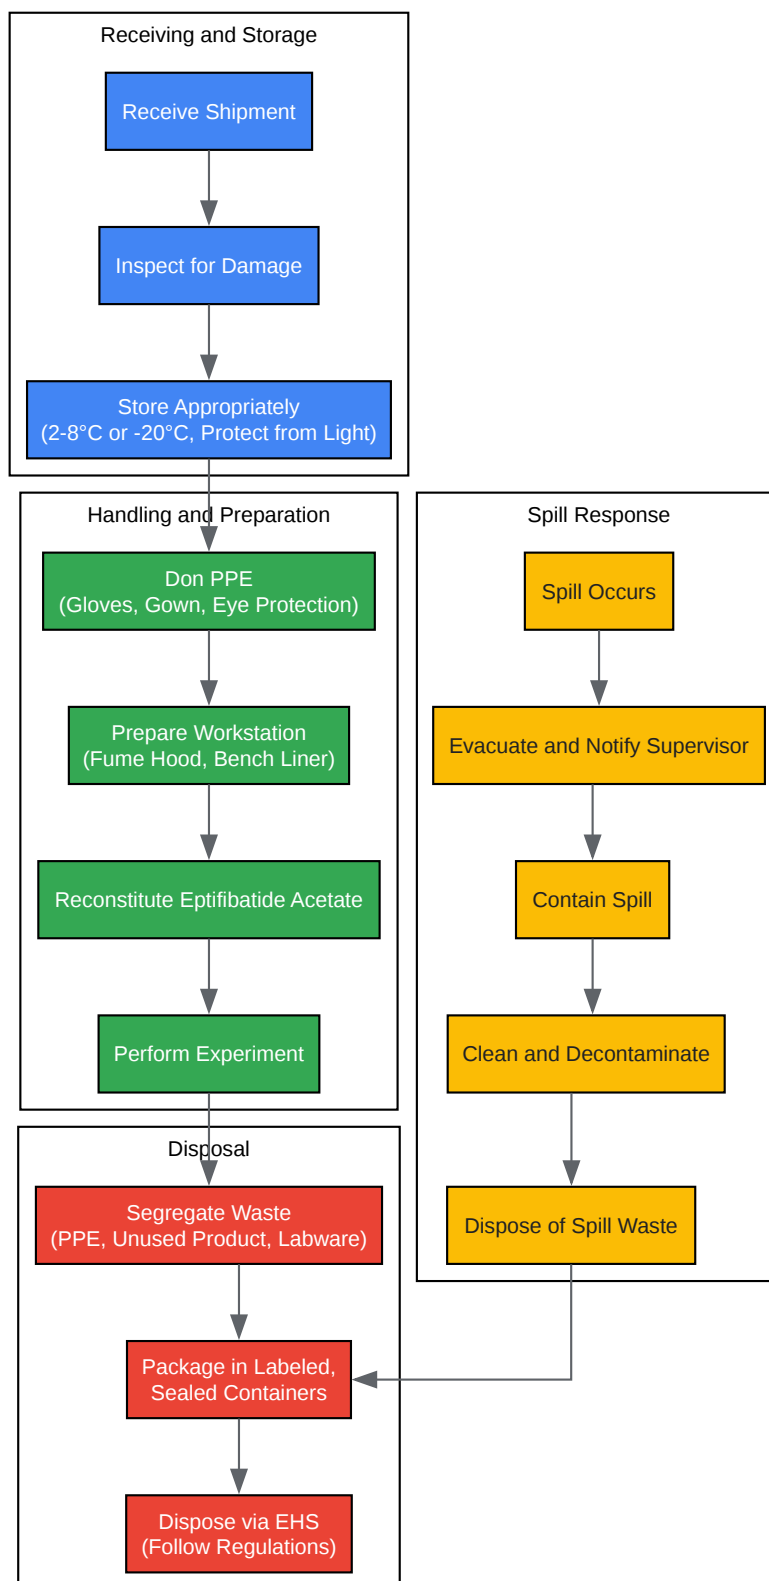 Receiving and Storage
Receive Shipment
Inspect for Damage
Store Appropriately
(2-8°C or -20°C, Protect from Light)
Handling and Preparation
Don PPE
(Gloves, Gown, Eye Protection)
Prepare Workstation
(Fume Hood, Bench Liner)
Reconstitute Eptifibatide Acetate
Perform Experiment
Spill Response
Spill Occurs
Evacuate and Notify Supervisor
Contain Spill
Clean and Decontaminate
Dispose of Spill Waste
Disposal
Segregate Waste
(PPE, Unused Product, Labware)
Package in Labeled,
Sealed Containers
Dispose via EHS
(Follow Regulations)